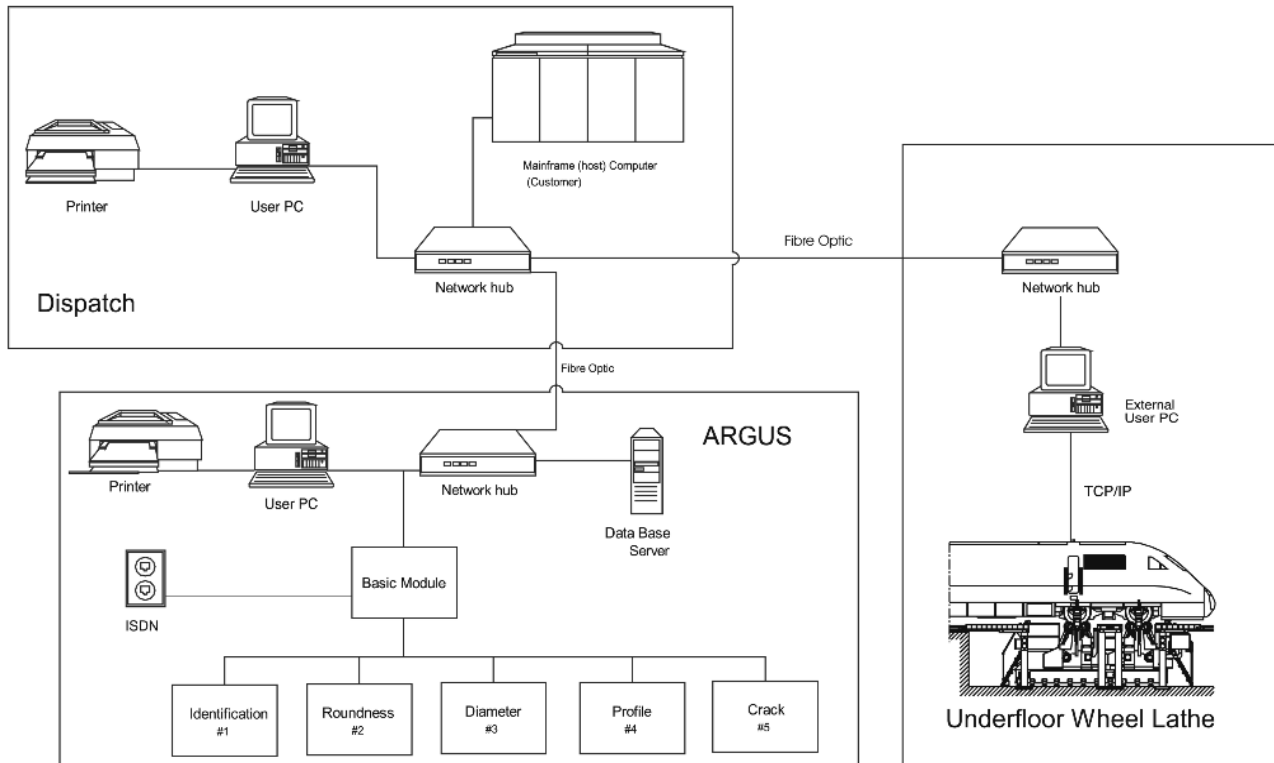 Mainframe (host) Computer
(Customer)
Printer
User PC
Network hub
Dispatch
Fibre Optic
Network hub
Fibre Optic
External
User PC
ARGUS
Printer
User PC
Network hub
TCP/IP
Data Base
Server
Basic Module
ISDN
Identification
#1
Roundness
#2
Diameter
#3
Profile
#4
Crack
#5
Underfloor Wheel Lathe